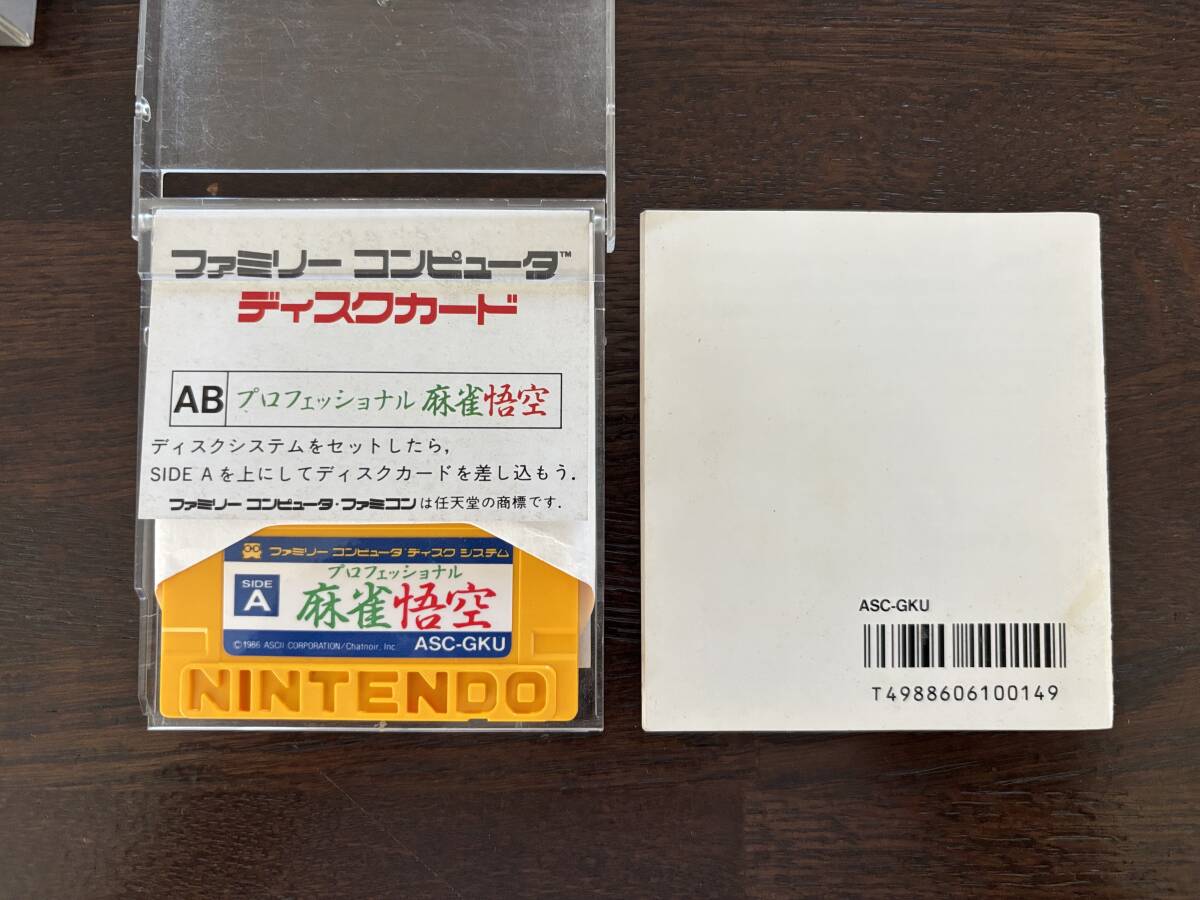 ファミリー コンピュータ™
ディスクカード
AB プロフェッショナル 麻雀悟空
ディスクシステムをセットしたら,
SIDE A を上にしてディスクカードを差し込もう.
ファミリー コンピュータ・ファミコンは任天堂の商標です.
ファミリー コンピュータ ディスク システム
SIDE
A
プロフェッショナル
麻雀悟空
©1986 ASCII CORPORATION/Chatnoir, Inc.
ASC-GKU
NINTENDO
ASC-GKU
T4988606100149